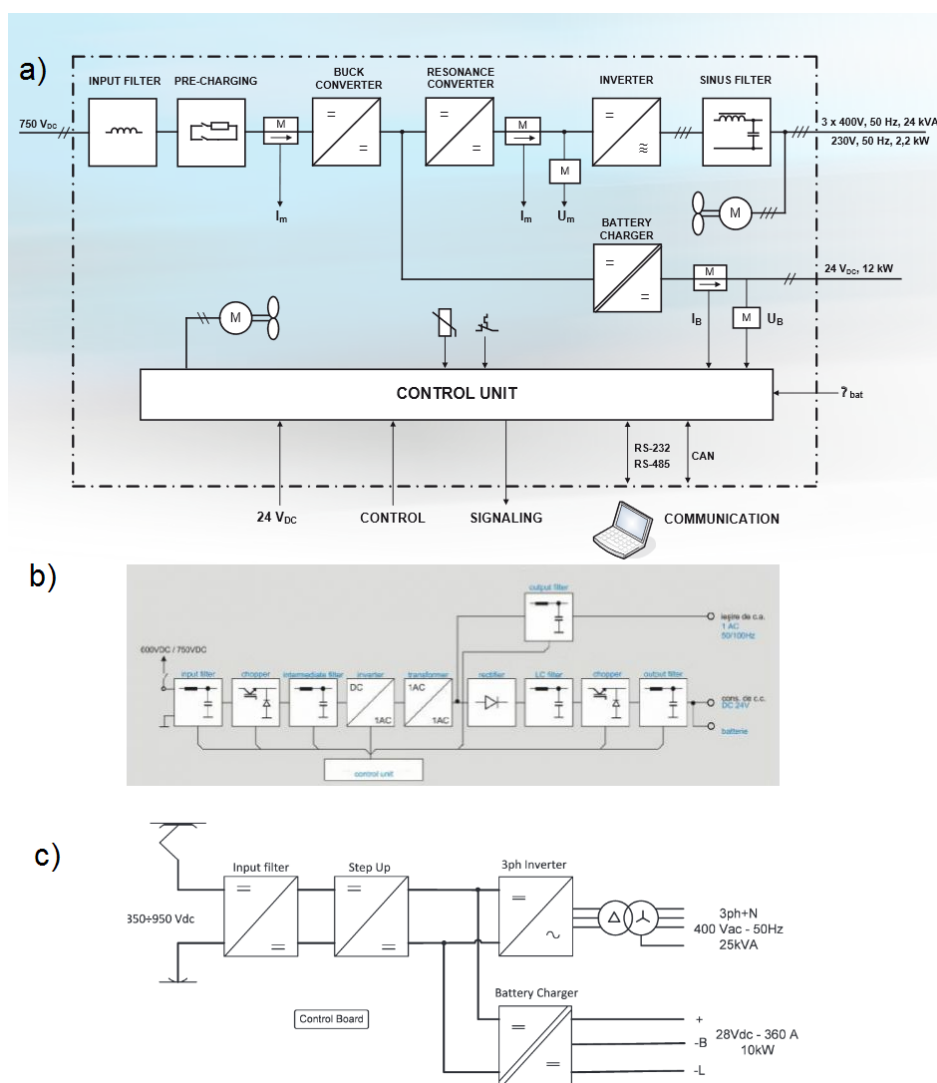 a)
INPUT FILTER
PRE-CHARGING
BUCK
CONVERTER
RESONANCE
CONVERTER
INVERTER
SINUS FILTER
750 VDC
M
=
=
=
=
M
=
≈
3 x 400V, 50 Hz, 24 kVA
230V, 50 Hz, 2,2 kW
M
Im
Im
Um
M
BATTERY
CHARGER
=
=
M
24 VDC, 12 kW
M
IB
M
UB
CONTROL UNIT
? bat
RS-232
RS-485
CAN
24 VDC
CONTROL
SIGNALING
COMMUNICATION
b)
output filter
ieşire de c.a.
1 AC
50/100Hz
600VDC / 750VDC
input filter
chopper
intermediate filter
inverter
transformer
rectifier
LC filter
chopper
output filter
DC
1AC
1AC
1AC
cons. de c.c.
DC 24V
batterie
control unit
c)
Input filter
Step Up
3ph Inverter
350÷950 Vdc
=
=
=
=
=
~
Δ
3ph+N
400 Vac - 50Hz
25kVA
Battery Charger
Control Board
=
=
+
-B
-L
28Vdc - 360 A
10kW